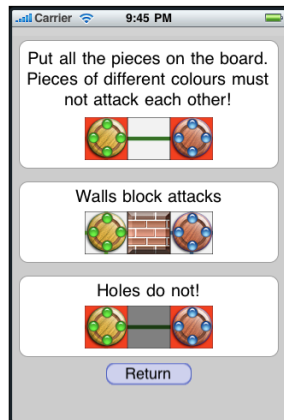 Carrier 9:45 PM
Put all the pieces on the board.
Pieces of different colours must
not attack each other!
Walls block attacks
Holes do not!
Return